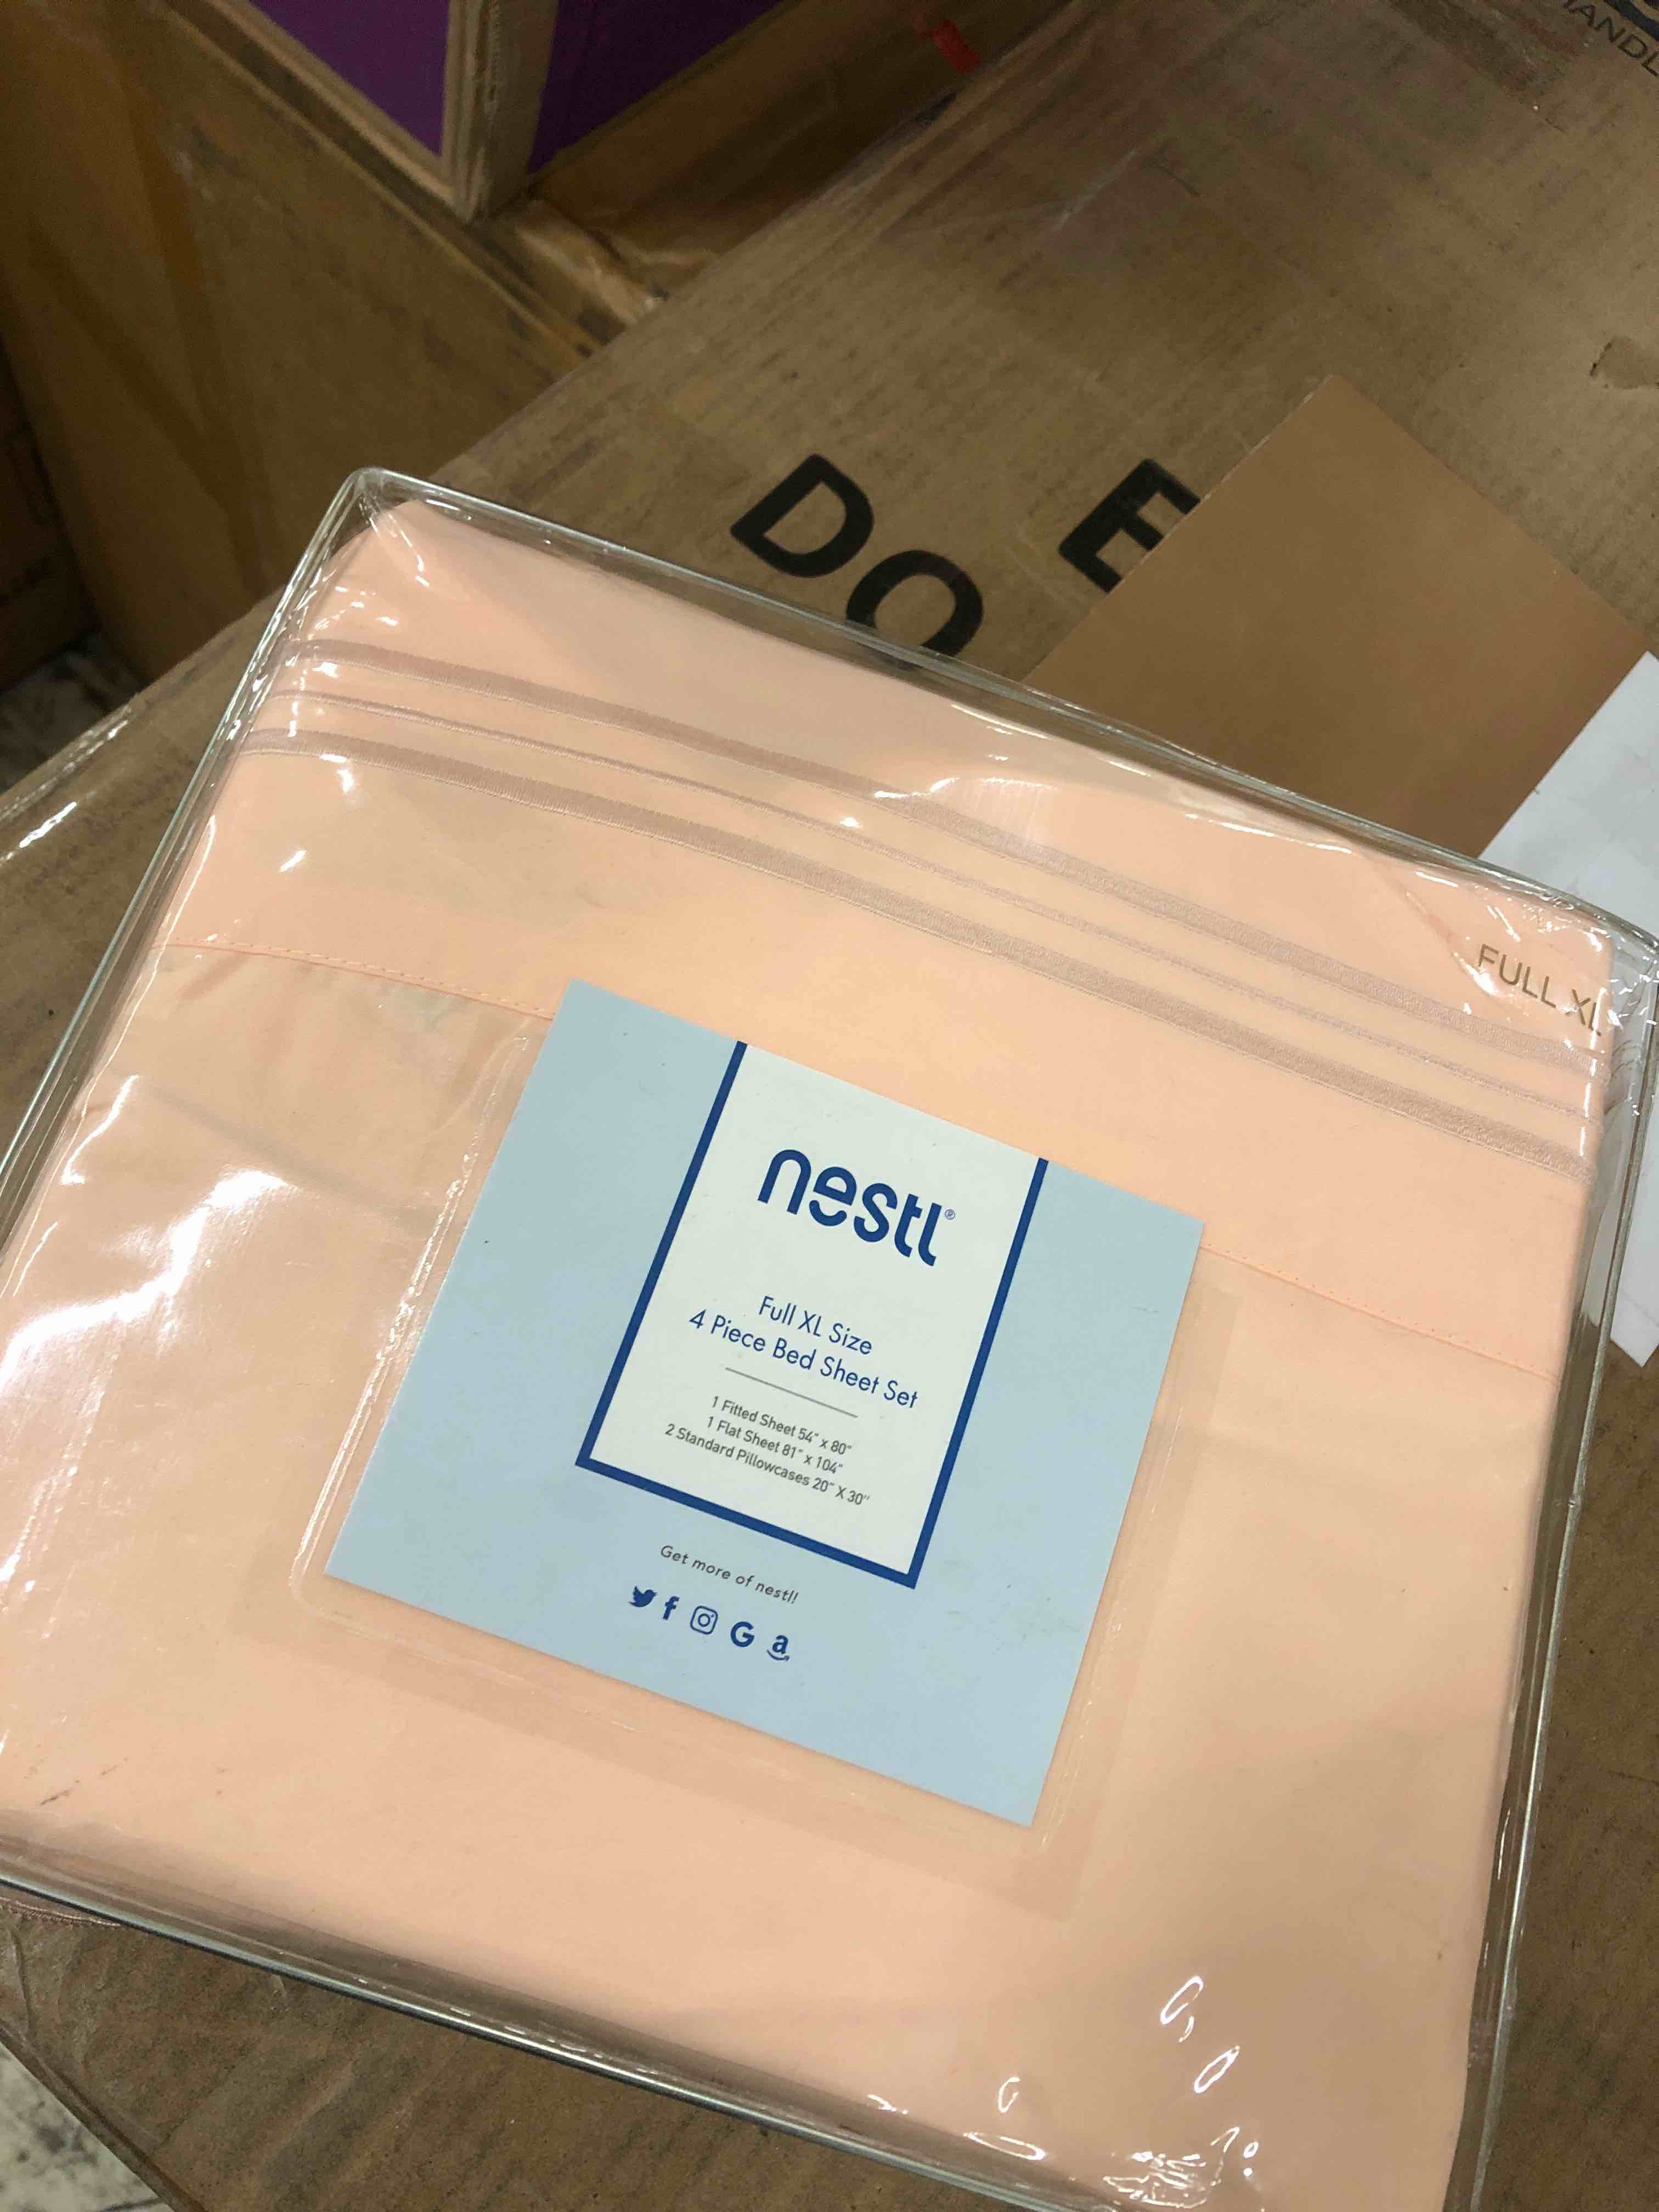 HANDL
DO
E
FULL XL
nestl®
Full XL Size
4 Piece Bed Sheet Set
1 Fitted Sheet 54" x 80"
1 Flat Sheet 81" x 104"
2 Standard Pillowcases 20" X 30"
Get more of nestl!
f G a